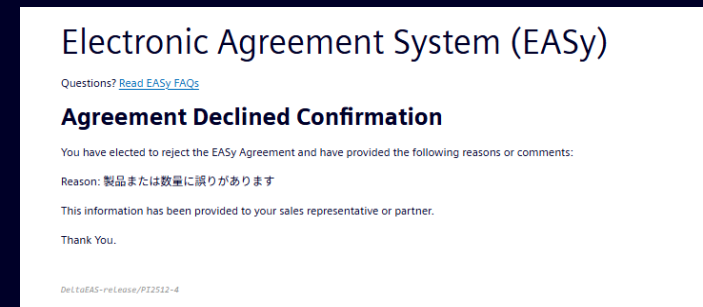 Electronic Agreement System (EASy)
Questions? Read EASy FAQs
Agreement Declined Confirmation
You have elected to reject the EASy Agreement and have provided the following reasons or comments:
Reason: 製品または数量に誤りがあります
This information has been provided to your sales representative or partner.
Thank You.
DeltaEAS-release/PI2512-4